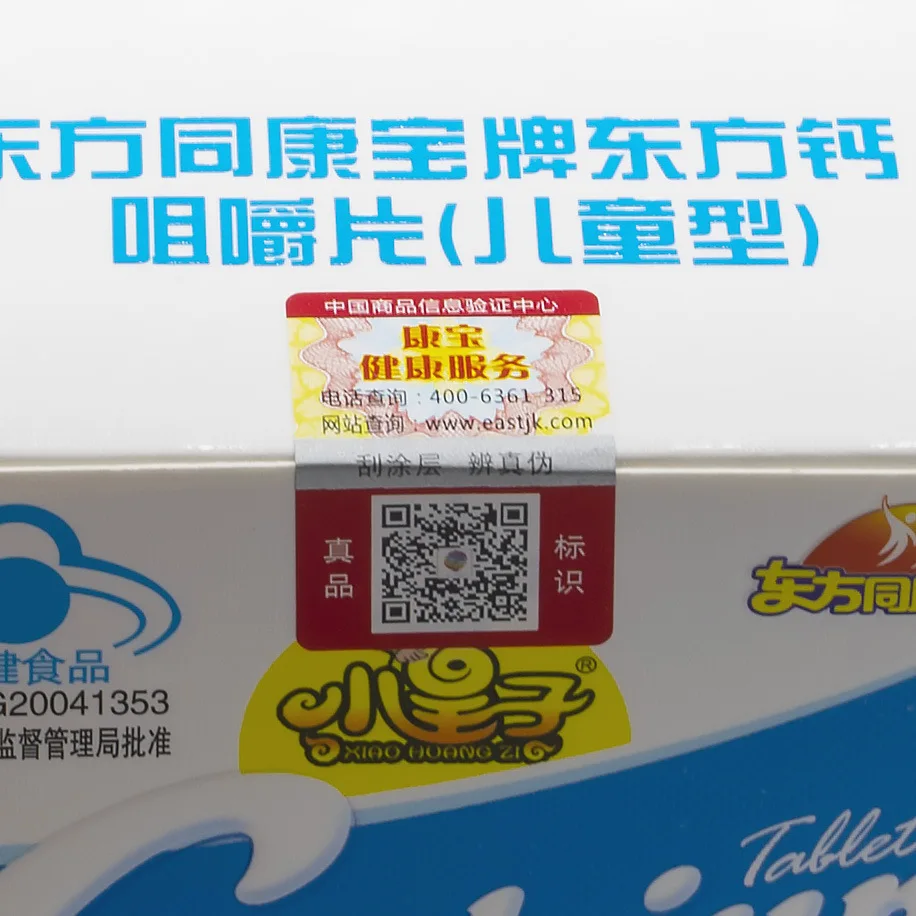 东方同康宝牌东方钙
咀嚼片(儿童型)
中国商品信息验证中心
康宝
健康服务
电话查询：400-6361 315
网站查询：www.eastjk.com
刮涂层 辨真伪
真品
标识
健食品
G20041353
监督管理局批准
小皇子®
XIAO HUANG ZI
东方同
Tablet